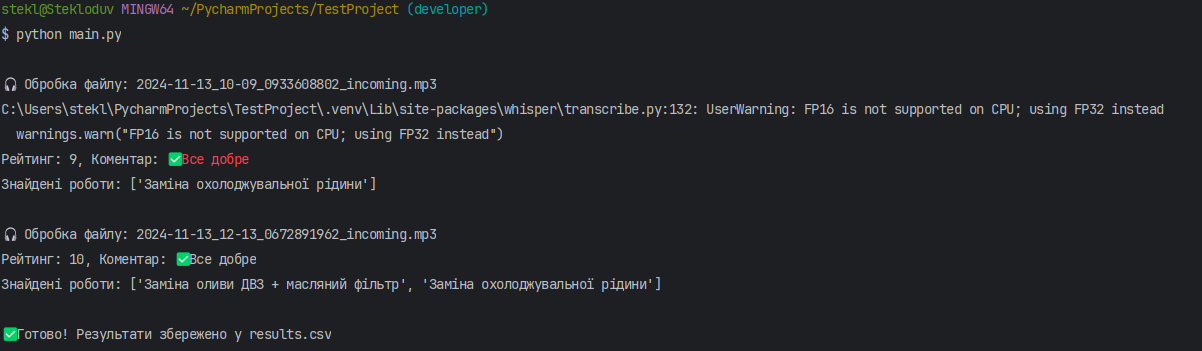 stekl@Stekloduv MINGW64 ~/PycharmProjects/TestProject (developer)
$ python main.py
🎧 Обробка файлу: 2024-11-13_10-09_0933608802_incoming.mp3
C:\Users\stekl\PycharmProjects\TestProject\.venv\Lib\site-packages\whisper\transcribe.py:132: UserWarning: FP16 is not supported on CPU; using FP32 instead
  warnings.warn("FP16 is not supported on CPU; using FP32 instead")
Рейтинг: 9, Коментар: ✅Все добре
Знайдені роботи: ['Заміна охолоджувальної рідини']
🎧 Обробка файлу: 2024-11-13_12-13_0672891962_incoming.mp3
Рейтинг: 10, Коментар: ✅Все добре
Знайдені роботи: ['Заміна оливи ДВЗ + масляний фільтр', 'Заміна охолоджувальної рідини']
✅Готово! Результати збережено у results.csv